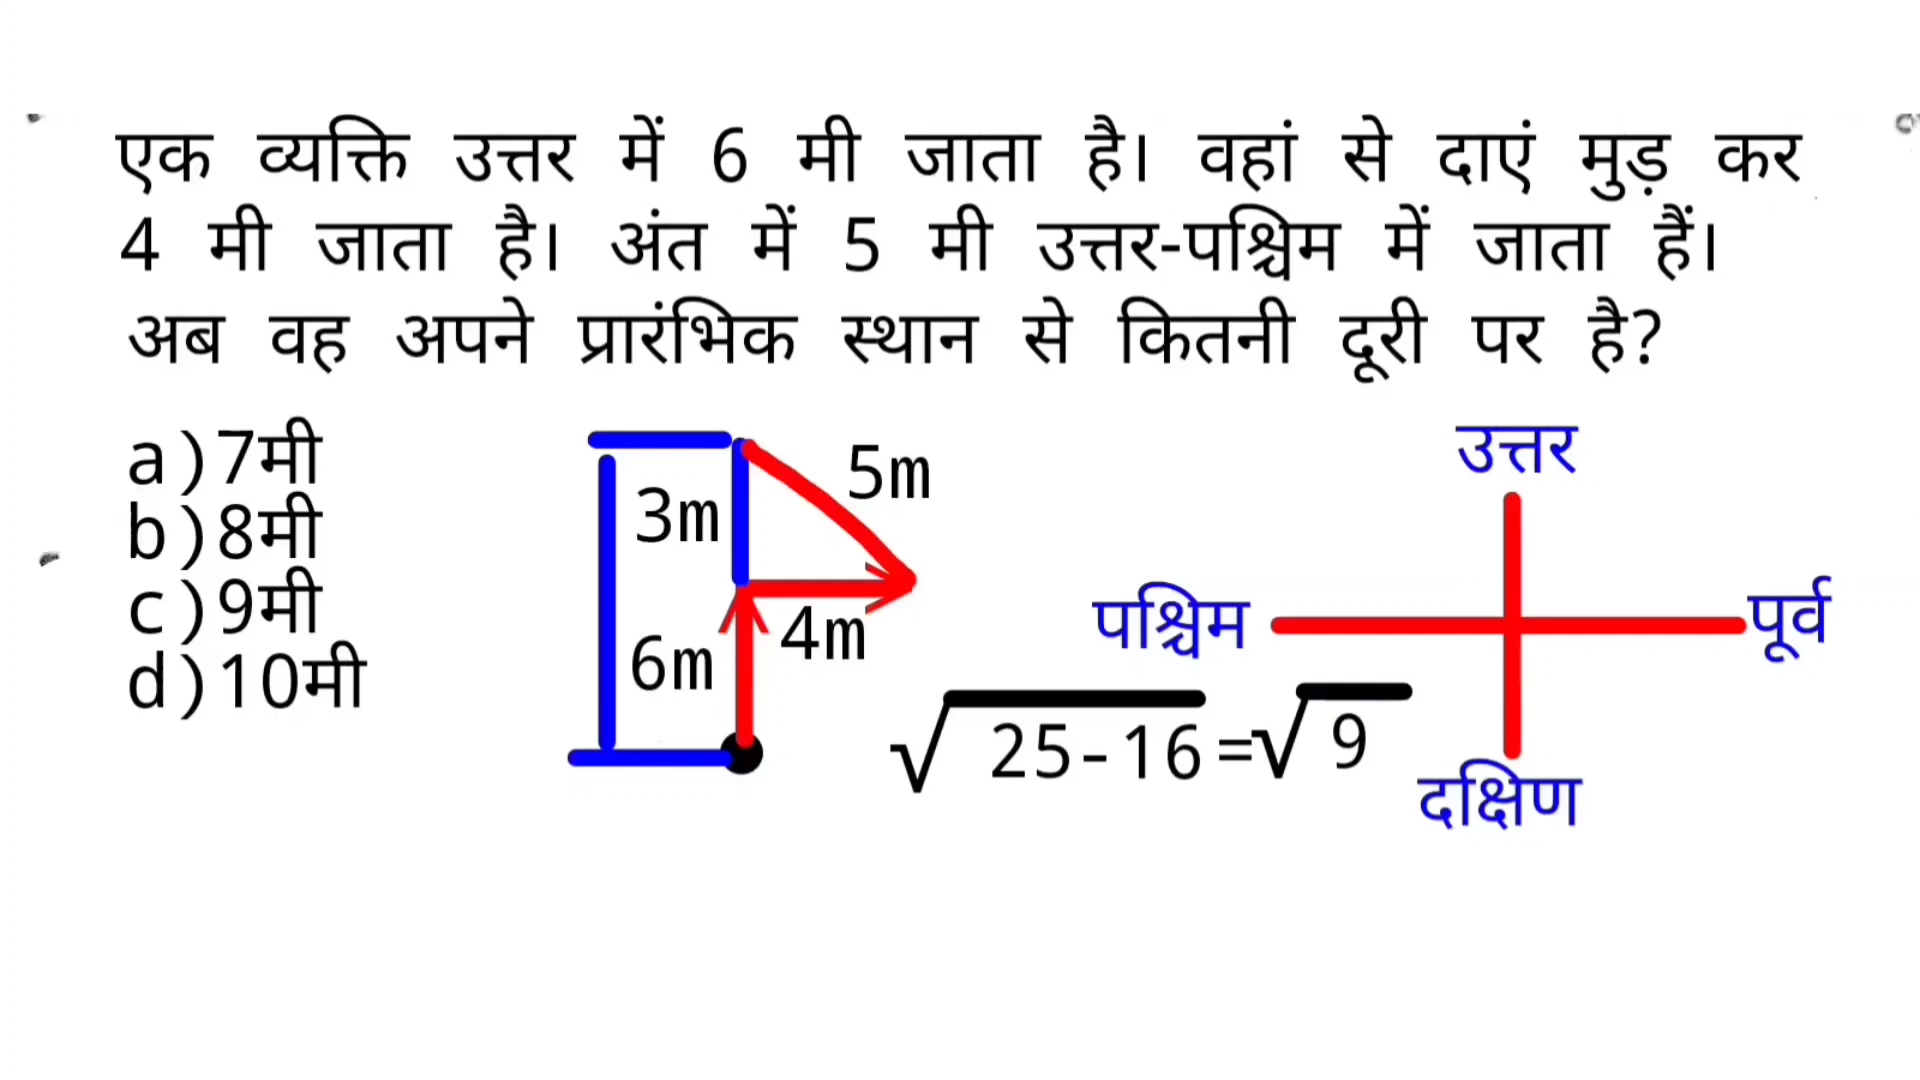 एक व्यक्ति उत्तर में 6 मी जाता है। वहां से दाएं मुड़ कर
4 मी जाता है। अंत में 5 मी उत्तर-पश्चिम में जाता हैं।
अब वह अपने प्रारंभिक स्थान से कितनी दूरी पर है?
a)7मी
b)8मी
c)9मी
d)10मी
5m
3m
4m
6m
उत्तर
पश्चिम
पूर्व
दक्षिण
√25-16=√9